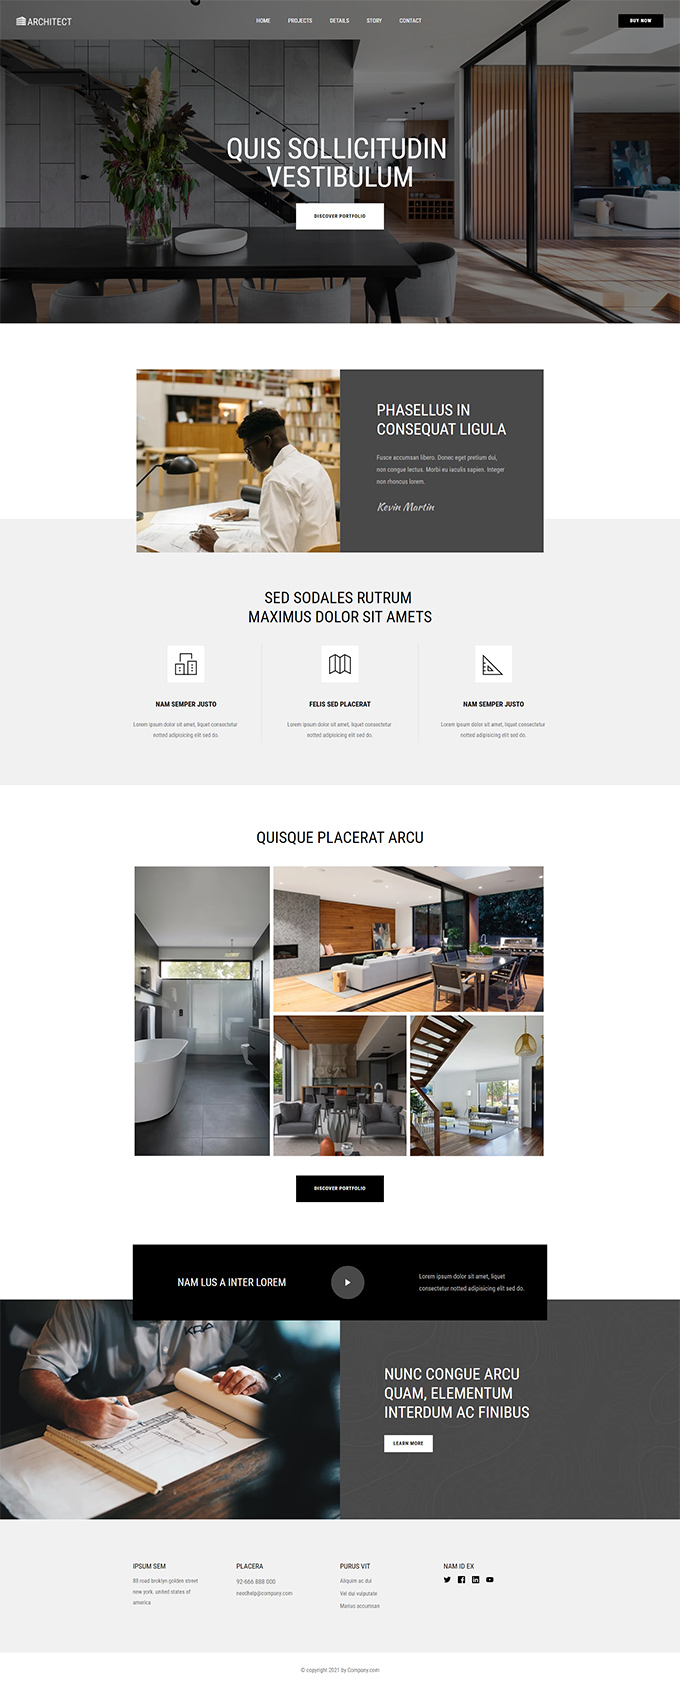 ARCHITECT
HOME PROJECTS DETAILS STORY CONTACT
BUY NOW
QUIS SOLLICITUDIN
VESTIBULUM
DISCOVER PORTFOLIO
PHASELLUS IN
CONSEQUAT LIGULA
Fusce accumsan libero. Donec eget pretium dui,
non congue lectus. Morbi eu iaculis sapien. Integer
non rhoncus lorem.
Kevin Martin
SED SODALES RUTRUM
MAXIMUS DOLOR SIT AMETS
NAM SEMPER JUSTO
Lorem ipsum dolor sit amet, liquet consectetur
notted adipisicing elit sed do.
FELIS SED PLACERAT
Lorem ipsum dolor sit amet, liquet consectetur
notted adipisicing elit sed do.
NAM SEMPER JUSTO
Lorem ipsum dolor sit amet, liquet consectetur
notted adipisicing elit sed do.
QUISQUE PLACERAT ARCU
DISCOVER PORTFOLIO
NAM LUS A INTER LOREM
Lorem ipsum dolor sit amet, liquet
consectetur notted adipisicing elit sed do.
KRA
NUNC CONGUE ARCU
QUAM, ELEMENTUM
INTERDUM AC FINIBUS
LEARN MORE
IPSUM SEM
88 road broklyn golden street
new york. united states of
america
PLACERA
92-666 888 000
needhelp@company.com
PURUS VIT
Aliquim ac dui
Vel dui vulputate
Marius accumsan
NAM ID EX
© copyright 2021 by Company.com